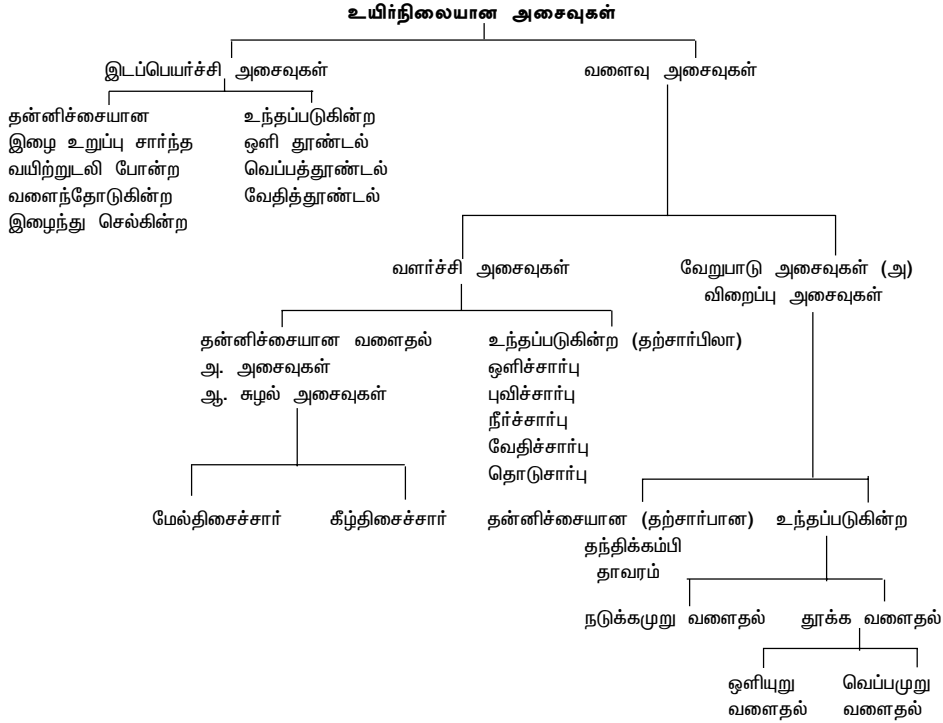 உயிர்நிலையான அசைவுகள்
இடப்பெயர்ச்சி அசைவுகள்
வளைவு அசைவுகள்
தன்னிச்சையான
இழை உறுப்பு சார்ந்த
வயிற்றுடலி போன்ற
வளைந்தோடுகின்ற
இழைந்து செல்கின்ற
உந்தப்படுகின்ற
ஒளி தூண்டல்
வெப்பத்தூண்டல்
வேதித்தூண்டல்
வளர்ச்சி அசைவுகள்
வேறுபாடு அசைவுகள் (அ)
விறைப்பு அசைவுகள்
தன்னிச்சையான வளைதல்
அ. அசைவுகள்
ஆ. சுழல் அசைவுகள்
உந்தப்படுகின்ற (தற்சார்பிலா)
ஒளிச்சார்பு
புவிச்சார்பு
நீர்ச்சார்பு
வேதிச்சார்பு
தொடுசார்பு
மேல்திசைச்சார்
கீழ்திசைச்சார்
தன்னிச்சையான (தற்சார்பான)
தந்திக்கம்பி
தாவரம்
உந்தப்படுகின்ற
நடுக்கமுறு வளைதல்
தூக்க வளைதல்
ஒளியுறு
வளைதல்
வெப்பமுறு
வளைதல்